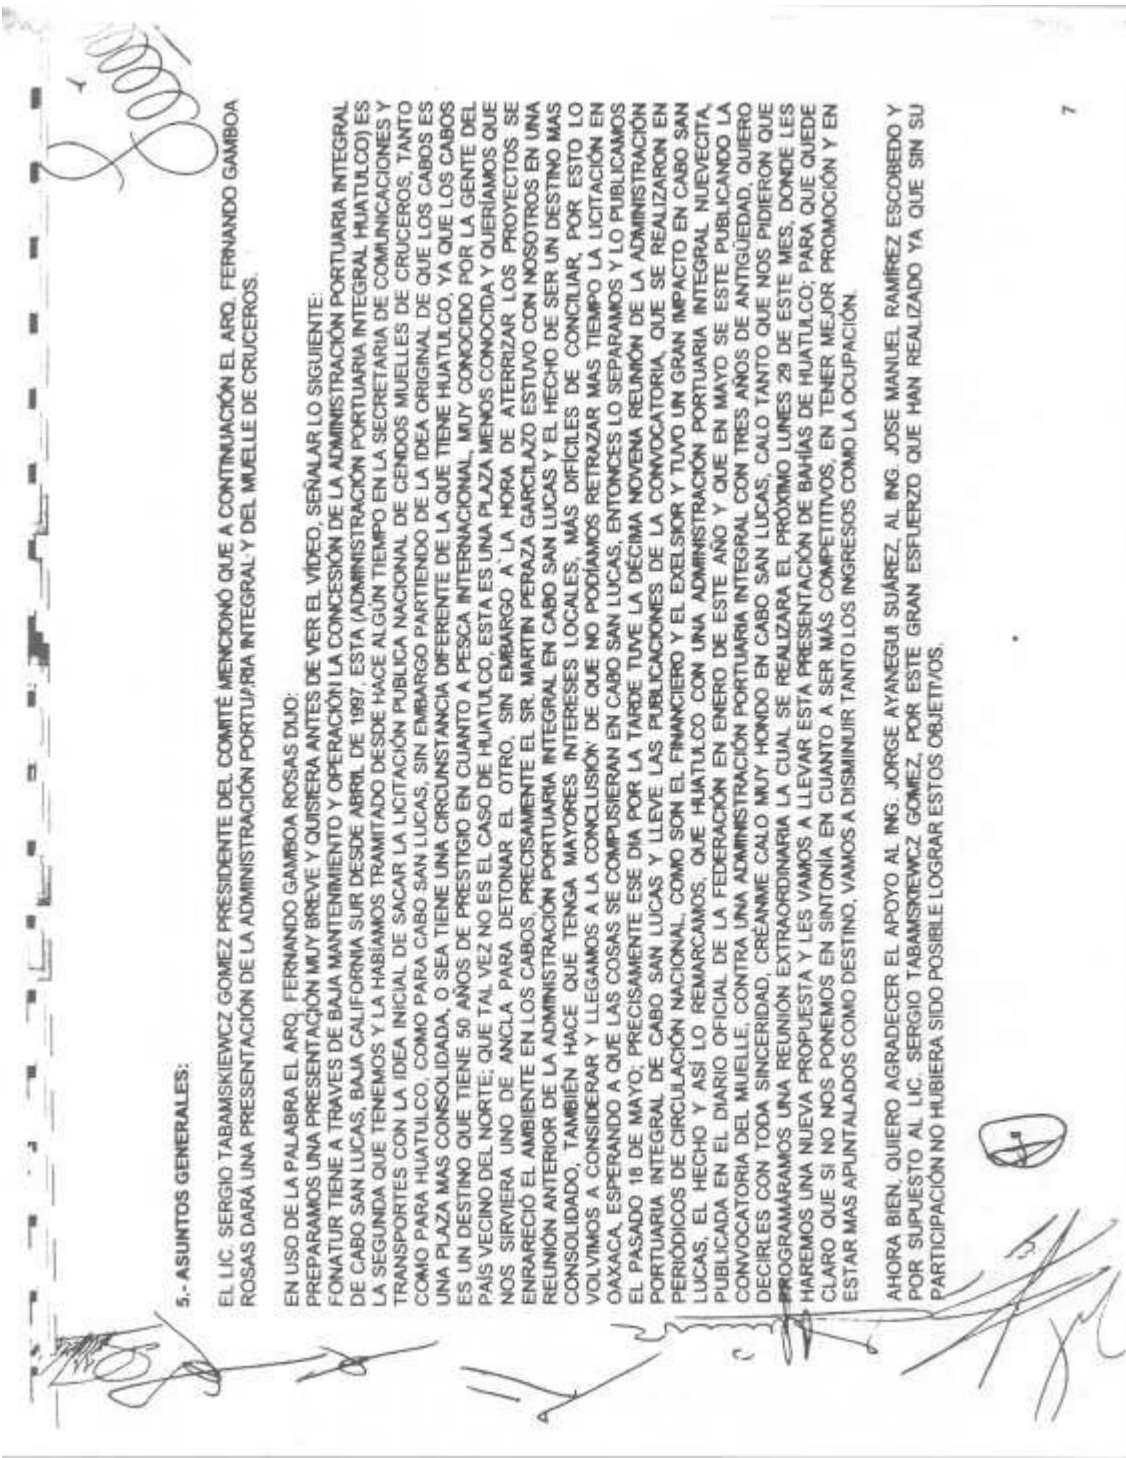 5.- ASUNTOS GENERALES:
EL LIC. SERGIO TABAMSKIEWCZ GOMEZ PRESIDENTE DEL COMITÉ MENCIONÓ QUE A CONTINUACIÓN EL ARQ. FERNANDO GAMBOA
ROSAS DARÁ UNA PRESENTACIÓN DE LA ADMINISTRACIÓN PORTUARIA INTEGRAL Y DEL MUELLE DE CRUCEROS.
EN USO DE LA PALABRA EL ARQ. FERNANDO GAMBOA ROSAS DIJO:
PREPARAMOS UNA PRESENTACIÓN MUY BREVE Y QUISIERA ANTES DE VER EL VÍDEO, SEÑALAR LO SIGUIENTE:
FONATUR TIENE A TRAVES DE BAJA MANTENIMIENTO Y OPERACIÓN LA CONCESIÓN DE LA ADMINISTRACIÓN PORTUARIA INTEGRAL
DE CABO SAN LUCAS, BAJA CALIFORNIA SUR DESDE ABRIL DE 1997, ESTA (ADMINISTRACIÓN PORTUARIA INTEGRAL HUATULCO) ES
LA SEGUNDA QUE TENEMOS Y LA HABÍAMOS TRAMITADO DESDE HACE ALGÚN TIEMPO EN LA SECRETARIA DE COMUNICACIONES Y
TRANSPORTES CON LA IDEA INICIAL DE SACAR LA LICITACIÓN PUBLICA NACIONAL DE CENDOS MUELLES DE CRUCEROS, TANTO
COMO PARA HUATULCO, COMO PARA CABO SAN LUCAS, SIN EMBARGO PARTIENDO DE LA IDEA ORIGINAL DE QUE LOS CABOS ES
UNA PLAZA MAS CONSOLIDADA, O SEA TIENE UNA CIRCUNSTANCIA DIFERENTE DE LA QUE TIENE HUATULCO, YA QUE LOS CABOS
ES UN DESTINO QUE TIENE 50 AÑOS DE PRESTIGIO EN CUANTO A PESCA INTERNACIONAL, MUY CONOCIDO POR LA GENTE DEL
PAÍS VECINO DEL NORTE; QUE TAL VEZ NO ES EL CASO DE HUATULCO, ESTA ES UNA PLAZA MENOS CONOCIDA Y QUERÍAMOS QUE
NOS SIRVIERA UNO DE ANCLA PARA DETONAR EL OTRO, SIN EMBARGO A LA HORA DE ATERRIZAR LOS PROYECTOS SE
ENRARECIÓ EL AMBIENTE EN LOS CABOS, PRECISAMENTE EL SR. MARTIN PERAZA GARCILAZO ESTUVO CON NOSOTROS EN UNA
REUNIÓN ANTERIOR DE LA ADMINISTRACIÓN PORTUARIA INTEGRAL EN CABO SAN LUCAS Y EL HECHO DE SER UN DESTINO MAS
CONSOLIDADO, TAMBIÉN HACE QUE TENGA MAYORES INTERESES LOCALES, MÁS DIFÍCILES DE CONCILIAR, POR ESTO LO
VOLVIMOS A CONSIDERAR Y LLEGAMOS A LA CONCLUSIÓN DE QUE NO PODÍAMOS RETRAZAR MAS TIEMPO LA LICITACIÓN EN
OAXACA, ESPERANDO A QUE LAS COSAS SE COMPUSIERAN EN CABO SAN LUCAS, ENTONCES LO SEPARAMOS Y LO PUBLICAMOS
EL PASADO 18 DE MAYO; PRECISAMENTE ESE DIA POR LA TARDE TUVE LA DÉCIMA NOVENA REUNIÓN DE LA ADMINISTRACIÓN
PORTUARIA INTEGRAL DE CABO SAN LUCAS Y LLEVE LAS PUBLICACIONES DE LA CONVOCATORIA, QUE SE REALIZARON EN
PERIÓDICOS DE CIRCULACIÓN NACIONAL, COMO SON EL FINANCIERO Y EL EXELSIOR Y TUVO UN GRAN IMPACTO EN CABO SAN
LUCAS, EL HECHO Y ASÍ LO REMARCAMOS, QUE HUATULCO CON UNA ADMINISTRACIÓN PORTUARIA INTEGRAL NUEVECITA,
PUBLICADA EN EL DIARIO OFICIAL DE LA FEDERACIÓN EN ENERO DE ESTE AÑO Y QUE EN MAYO SE ESTE PUBLICANDO LA
CONVOCATORIA DEL MUELLE, CONTRA UNA ADMINISTRACIÓN PORTUARIA INTEGRAL CON TRES AÑOS DE ANTIGÜEDAD, QUIERO
DECIRLES CON TODA SINCERIDAD, CRÉANME CALO MUY HONDO EN CABO SAN LUCAS, CALO TANTO QUE NOS PIDIERON QUE
PROGRAMÁRAMOS UNA REUNIÓN EXTRAORDINARIA LA CUAL SE REALIZARA EL PRÓXIMO LUNES 29 DE ESTE MES, DONDE LES
HAREMOS UNA NUEVA PROPUESTA Y LES VAMOS A LLEVAR ESTA PRESENTACIÓN DE BAHÍAS DE HUATULCO; PARA QUE QUEDE
CLARO QUE SI NO NOS PONEMOS EN SINTONÍA EN CUANTO A SER MÁS COMPETITIVOS, EN TENER MEJOR PROMOCIÓN Y EN
ESTAR MAS APUNTALADOS COMO DESTINO, VAMOS A DISMINUIR TANTO LOS INGRESOS COMO LA OCUPACIÓN.
AHORA BIEN, QUIERO AGRADECER EL APOYO AL ING. JORGE AYANEGUI SUÁREZ, AL ING. JOSE MANUEL RAMÍREZ ESCOBEDO Y
POR SUPUESTO AL LIC. SERGIO TABAMSKIEWCZ GOMEZ, POR ESTE GRAN ESFUERZO QUE HAN REALIZADO YA QUE SIN SU
PARTICIPACIÓN NO HUBIERA SIDO POSIBLE LOGRAR ESTOS OBJETIVOS.
7